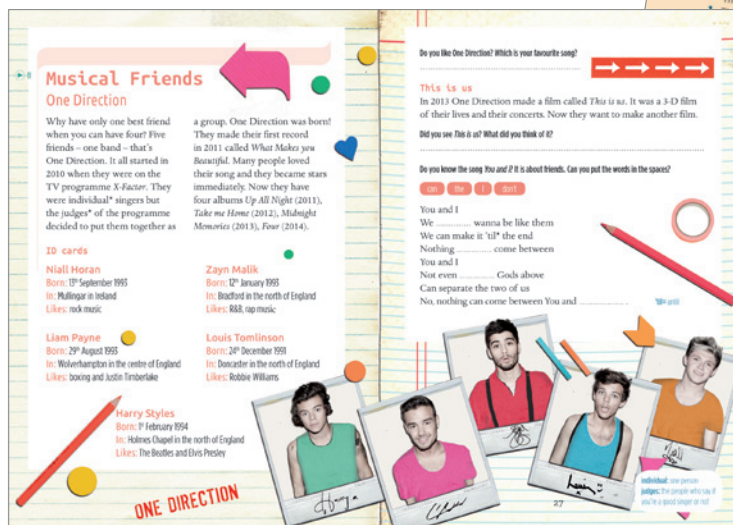 Musical Friends
One Direction
Why have only one best friend
when you can have four? Five
friends – one band – that's
One Direction. It all started in
2010 when they were on the
TV programme X-Factor. They
were individual* singers but
the judges* of the programme
decided to put them together as
a group. One Direction was born!
They made their first record
in 2011 called What Makes you
Beautiful. Many people loved
their song and they became stars
immediately. Now they have
four albums Up All Night (2011),
Take me Home (2012), Midnight
Memories (2013), Four (2014).
ID cards
Niall Horan
Born: 13th September 1993
In: Mullingar in Ireland
Likes: rock music
Zayn Malik
Born: 12th January 1993
In: Bradford in the north of England
Likes: R&B, rap music
Liam Payne
Born: 29th August 1993
In: Wolverhampton in the centre of England
Likes: boxing and Justin Timberlake
Louis Tomlinson
Born: 24th December 1991
In: Doncaster in the north of England
Likes: Robbie Williams
Harry Styles
Born: 1st February 1994
In: Holmes Chapel in the north of England
Likes: The Beatles and Elvis Presley
ONE DIRECTION
Do you like One Direction? Which is your favourite song?
This is us
In 2013 One Direction made a film called This is us. It was a 3-D film
of their lives and their concerts. Now they want to make another film.
Did you see This is us? What did you think of it?
Do you know the song You and I? It is about friends. Can you put the words in the spaces?
can the I don't
You and I
We .............. wanna be like them
We can make it 'til* the end
Nothing .............. come between
You and I
Not even .............. Gods above
Can separate the two of us
No, nothing can come between You and .............. .
'til= until
Harry
27
individual: one person
judges: the people who say if
you're a good singer or not